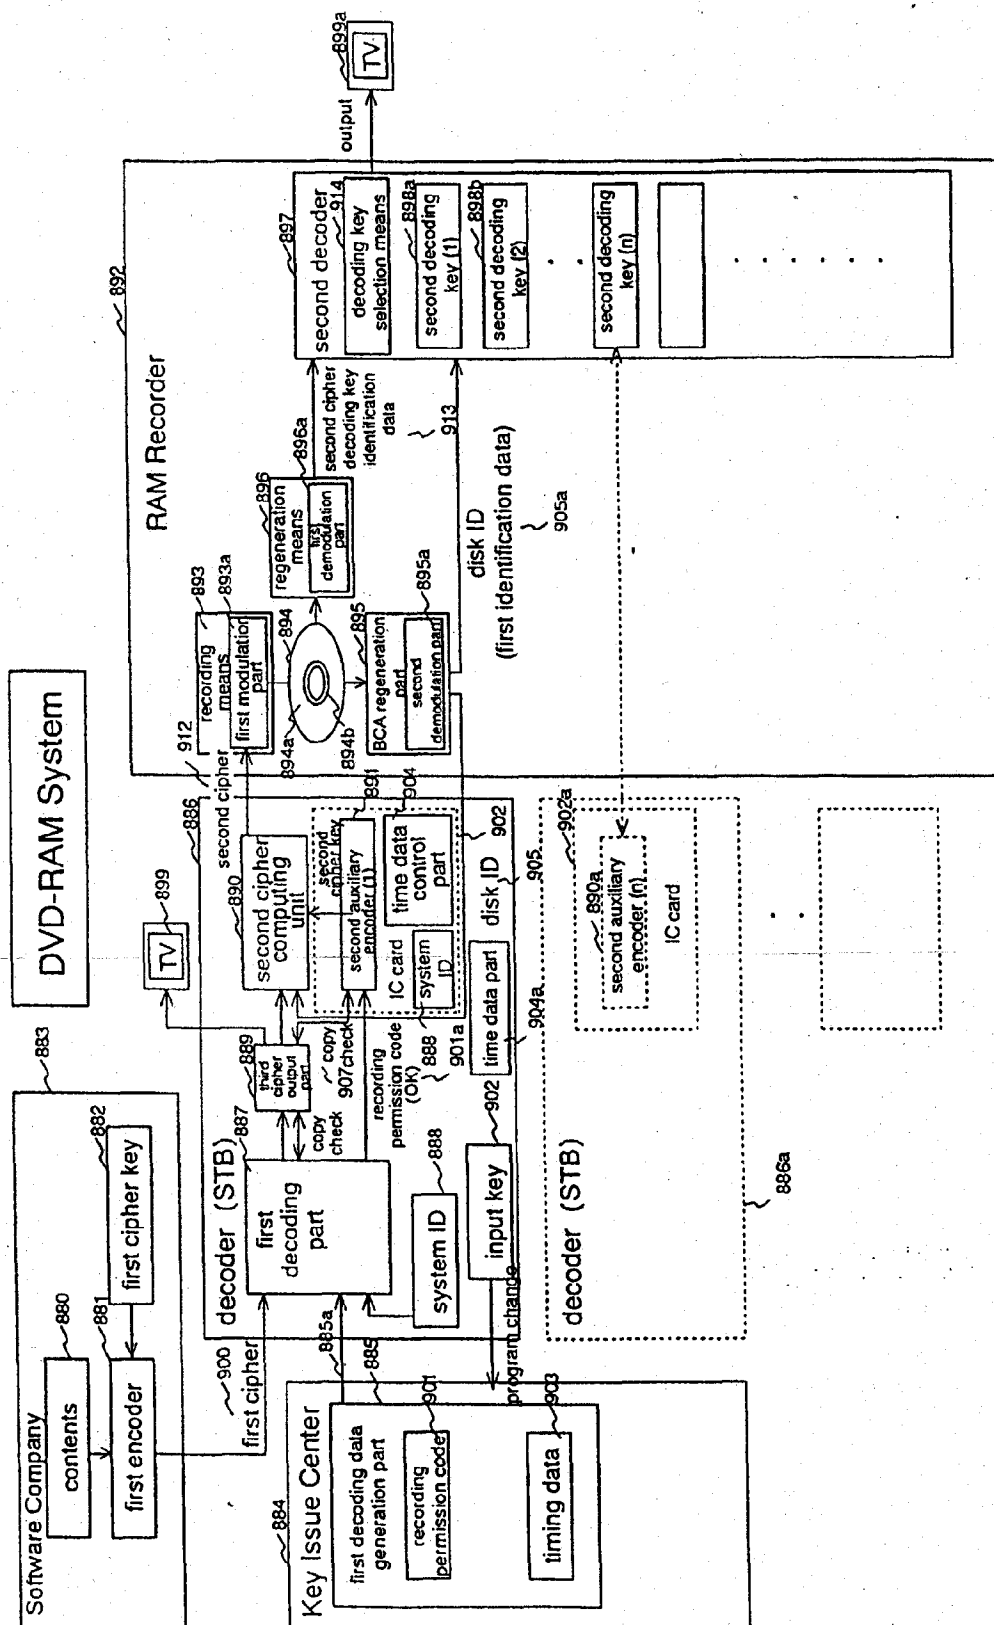 DVD-RAM System
Software Company
883
contents
880
first encoder
881
first cipher key
882
900
first cipher
Key Issue Center
884
first decoding data
generation part
885
885a
recording
permission code
901
timing data
903
program change
decoder (STB)
886
first
decoding
part
887
system ID
888
input key
902
third
cipher
output
part
889
copy
check
copy
check
907
recording
permission code
(OK)
901a
TV
899
second cipher
computing
unit
890
second cipher
912
second cipher key
second auxiliary
encoder (1)
891
IC card
902
system
ID
888
time data
control
part
904
time data part
904a
disk ID
905
decoder (STB)
886a
second auxiliary
encoder (n)
890a
IC card
902a
RAM Recorder
892
recording
means
893
first modulation
part
893a
894
894a
894b
BCA regeneration
part
895
second
demodulation part
895a
regeneration
means
896
first
demodulation
part
896a
second cipher
decoding key
identification
data
913
disk ID
(first identification data)
905a
second decoder
897
decoding key
selection means
914
second decoding
key (1)
898a
second decoding
key (2)
898b
second decoding
key (n)
output
TV
899a